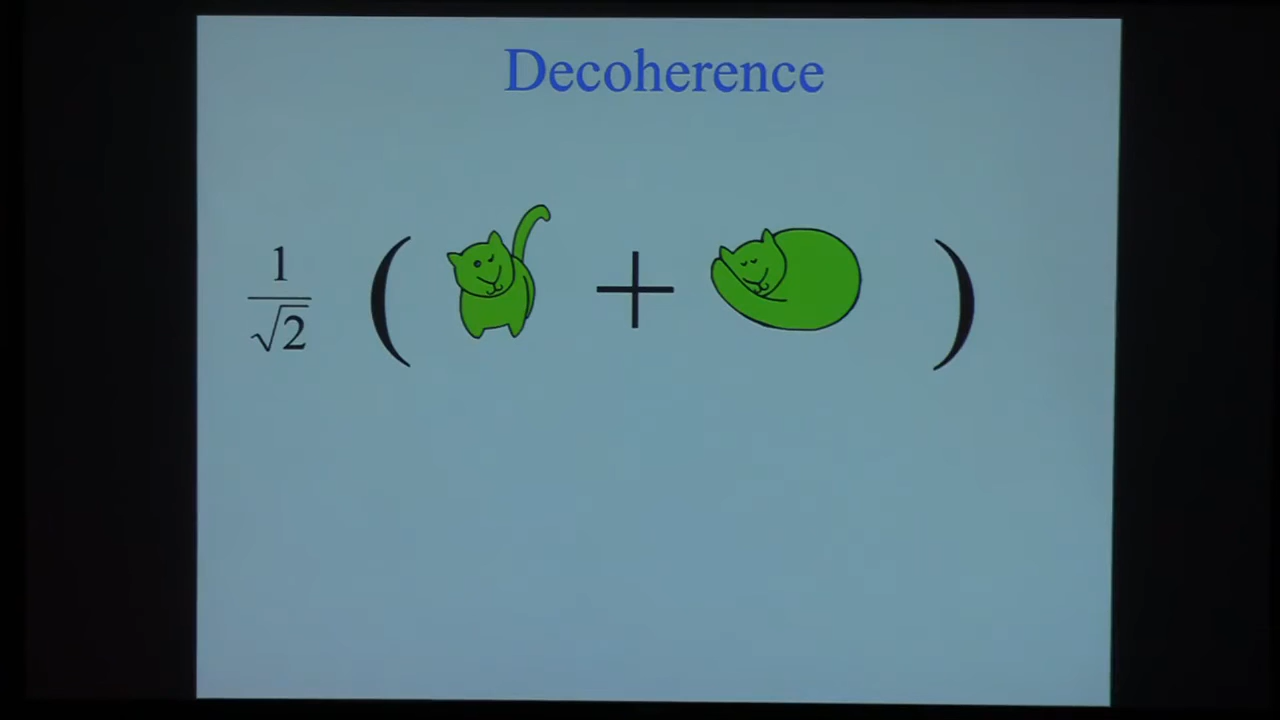 Decoherence
1
√2
( + )